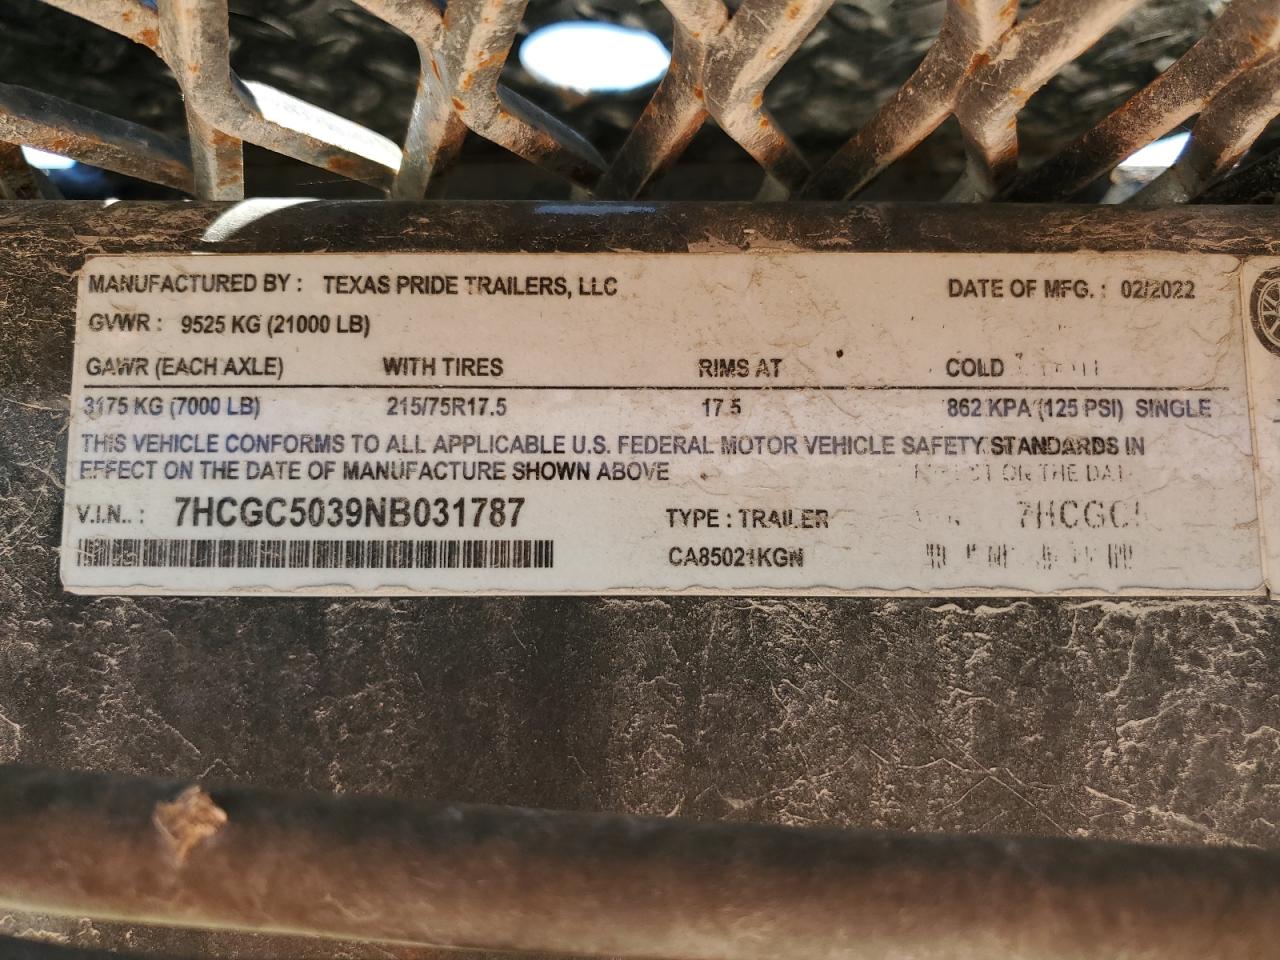 MANUFACTURED BY : TEXAS PRIDE TRAILERS, LLC DATE OF MFG. : 02/2022
GVWR : 9525 KG (21000 LB)
GAWR (EACH AXLE) WITH TIRES RIMS AT COLD
3175 KG (7000 LB) 215/75R17.5 17.5 862 KPA (125 PSI) SINGLE
THIS VEHICLE CONFORMS TO ALL APPLICABLE U.S. FEDERAL MOTOR VEHICLE SAFETY STANDARDS IN
EFFECT ON THE DATE OF MANUFACTURE SHOWN ABOVE ON THE
V.I.N.. : 7HCGC5039NB031787 TYPE : TRAILER 7HCGC
CA85021KGN